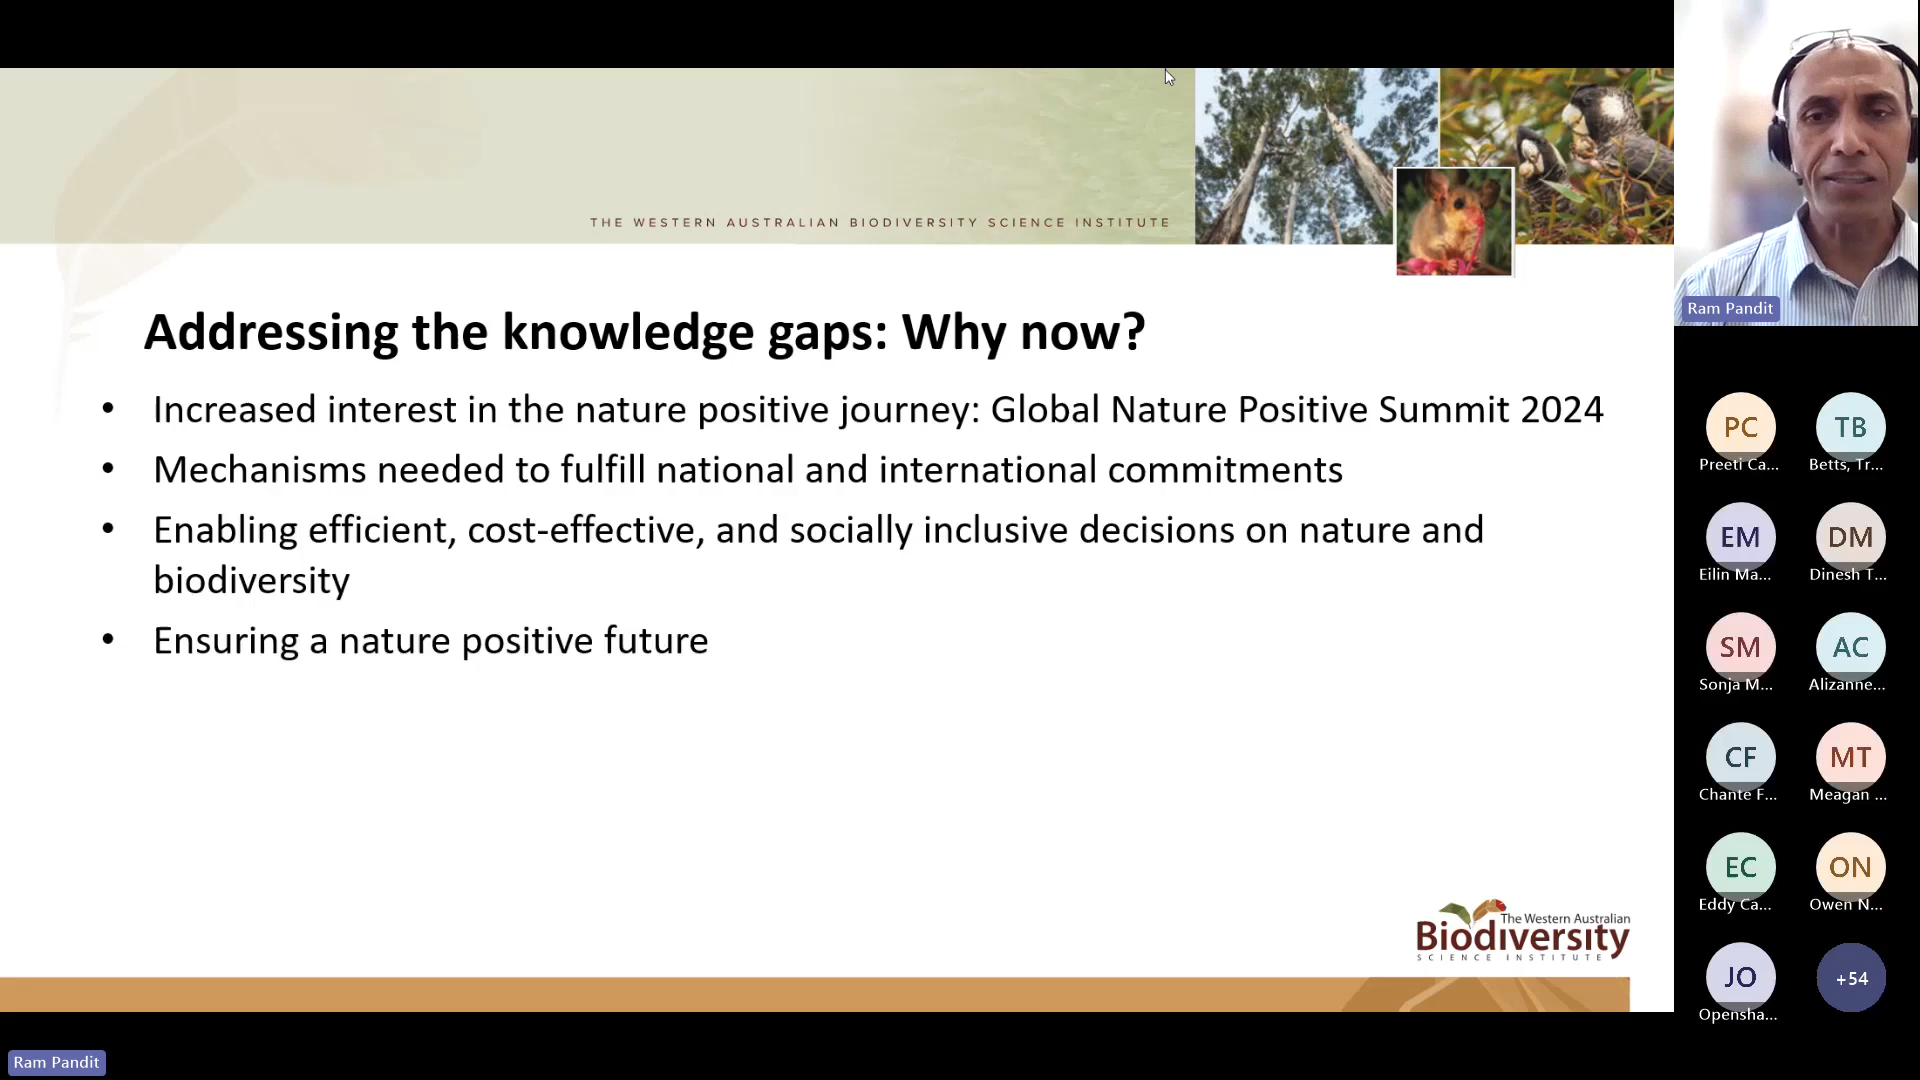 THE WESTERN AUSTRALIAN BIODIVERSITY SCIENCE INSTITUTE
Addressing the knowledge gaps: Why now?
• Increased interest in the nature positive journey: Global Nature Positive Summit 2024
• Mechanisms needed to fulfill national and international commitments
• Enabling efficient, cost-effective, and socially inclusive decisions on nature and
biodiversity
• Ensuring a nature positive future
The Western Australian
Biodiversity
SCIENCE INSTITUTE
Ram Pandit
Ram Pandit
PC
Preeti Ca...
TB
Betts, Tr...
EM
Eilin Ma...
DM
Dinesh T...
SM
Sonja M...
AC
Alizanne...
CF
Chante F...
MT
Meagan ...
EC
Eddy Ca...
ON
Owen N...
JO
Opensha...
+54